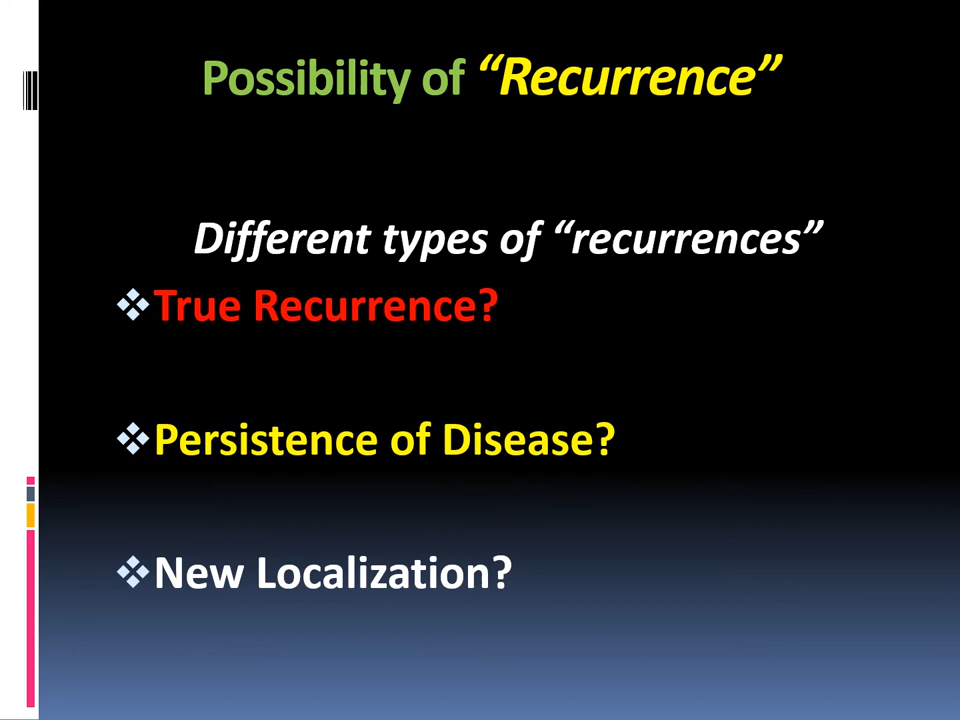 Possibility of “Recurrence”
Different types of “recurrences”
❖True Recurrence?
❖Persistence of Disease?
❖New Localization?